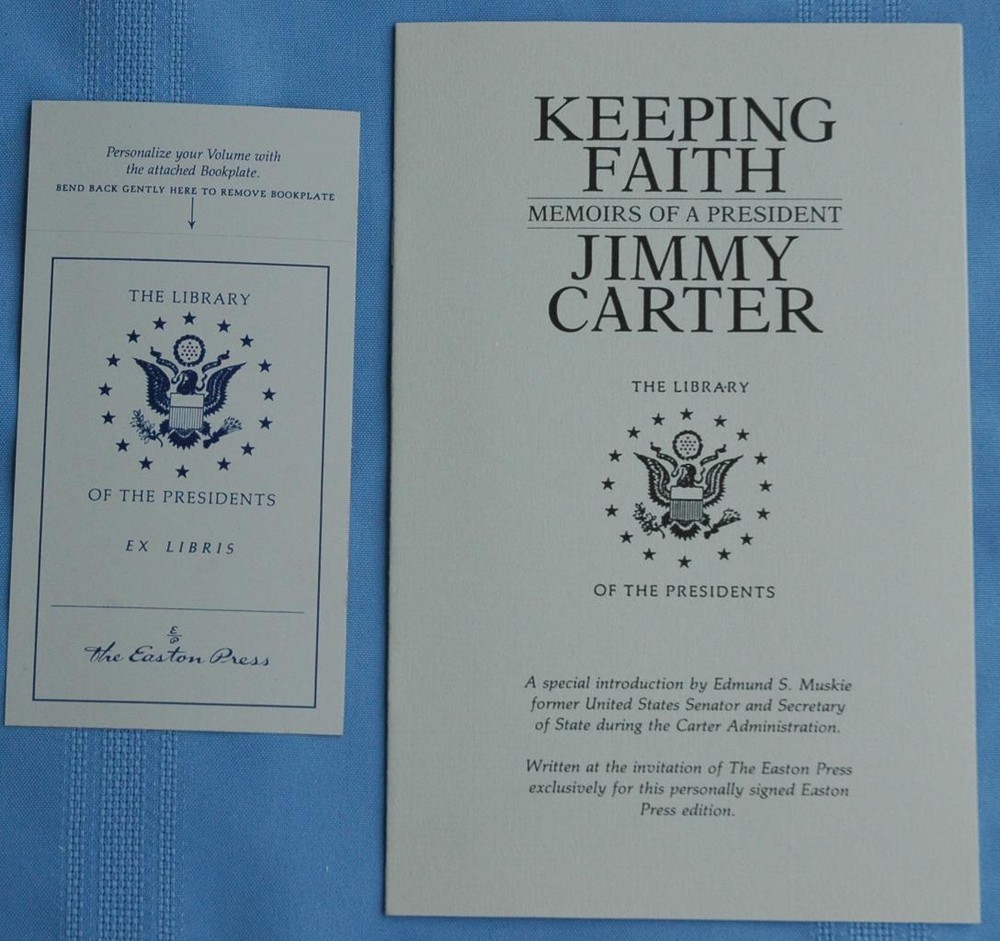 Personalize your Volume with
the attached Bookplate.
BEND BACK GENTLY HERE TO REMOVE BOOKPLATE
THE LIBRARY
OF THE PRESIDENTS
EX LIBRIS
The Easton Press
KEEPING
FAITH
MEMOIRS OF A PRESIDENT
JIMMY
CARTER
THE LIBRARY
OF THE PRESIDENTS
A special introduction by Edmund S. Muskie
former United States Senator and Secretary
of State during the Carter Administration.
Written at the invitation of The Easton Press
exclusively for this personally signed Easton
Press edition.